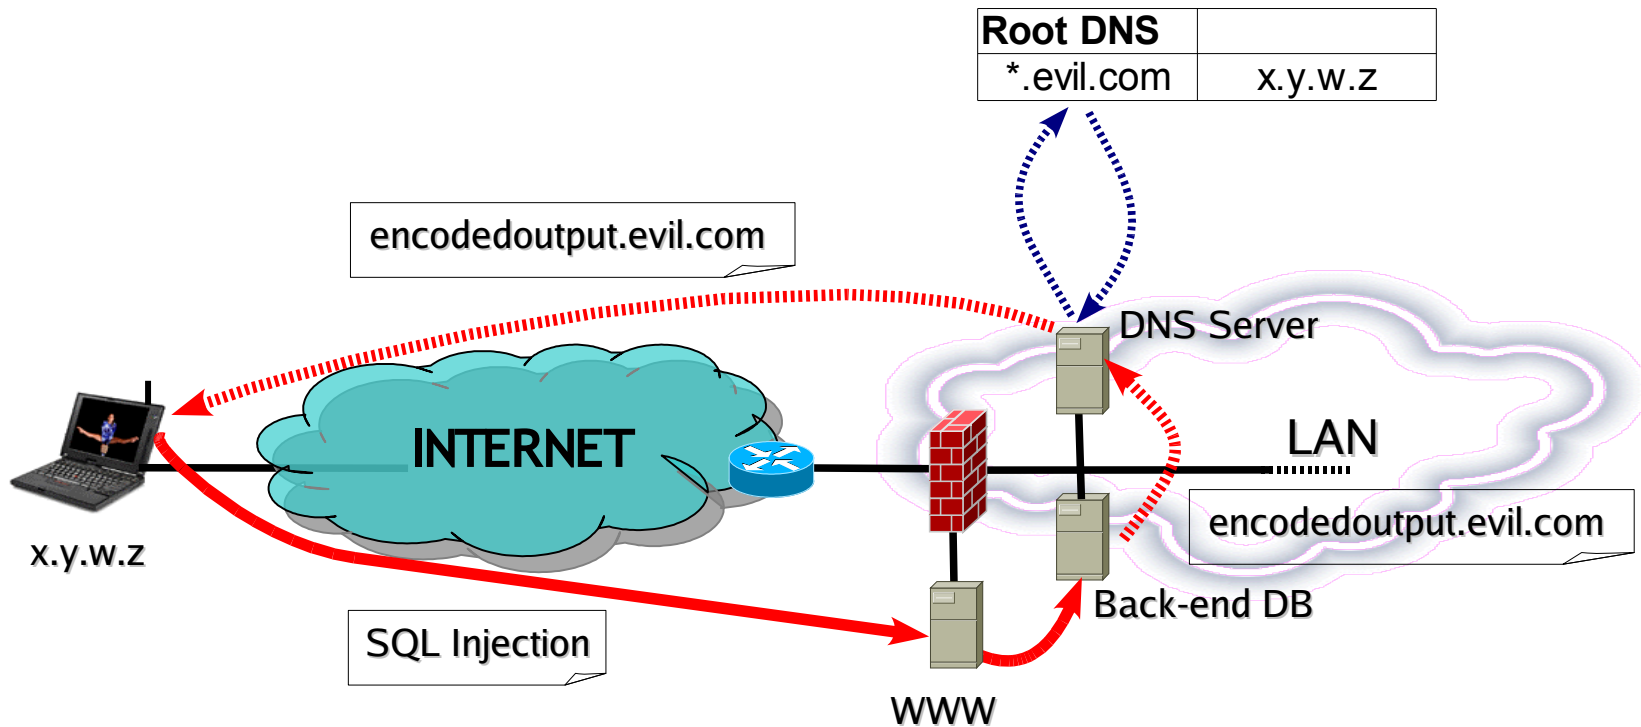 Root DNS
*.evil.com x.y.w.z
encodedoutput.evil.com
DNS Server
INTERNET
LAN
encodedoutput.evil.com
x.y.w.z
Back-end DB
SQL Injection
WWW